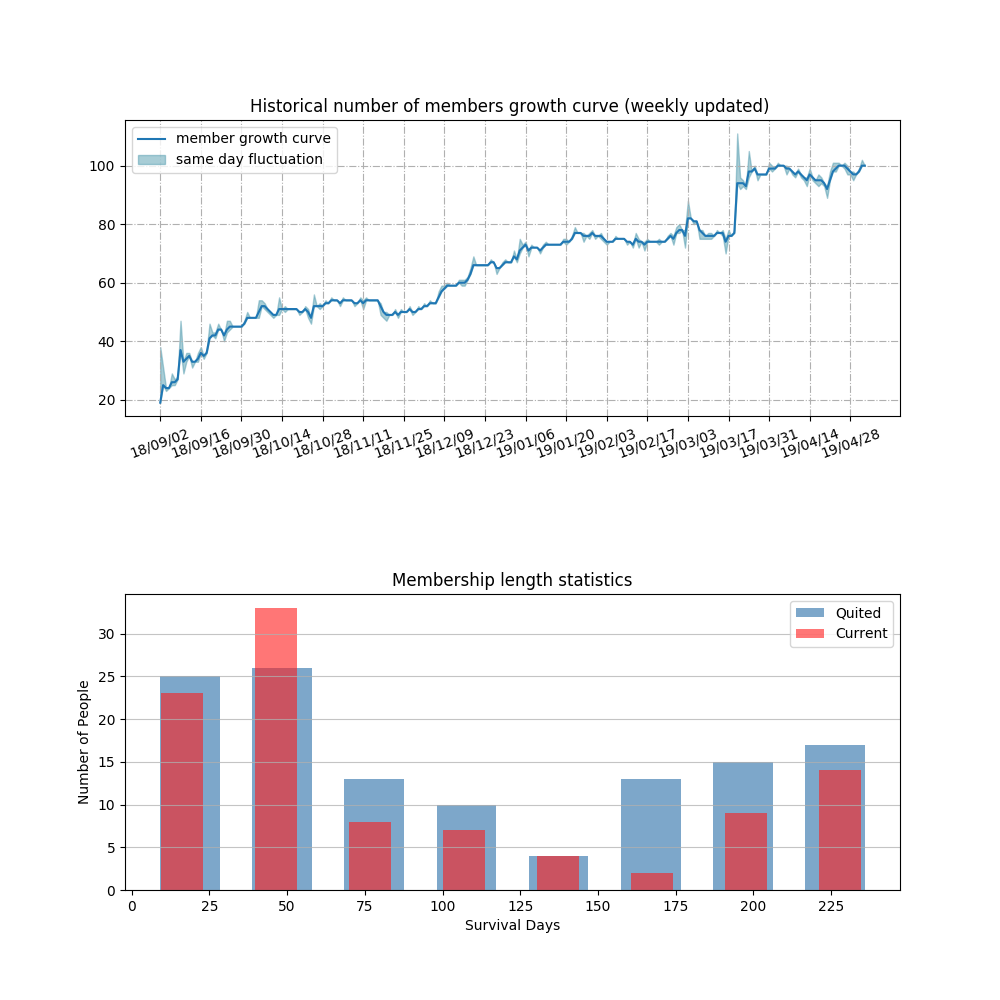 Historical number of members growth curve (weekly updated)
member growth curve
same day fluctuation
100
80
60
40
20
18/09/02 18/09/16 18/09/30 18/10/14 18/10/28 18/11/11 18/11/25 18/12/09 18/12/23 19/01/06 19/01/20 19/02/03 19/02/17 19/03/03 19/03/17 19/03/31 19/04/14 19/04/28
Membership length statistics
Quited
Current
30
25
20
15
10
5
0
Number of People
0 25 50 75 100 125 150 175 200 225
Survival Days